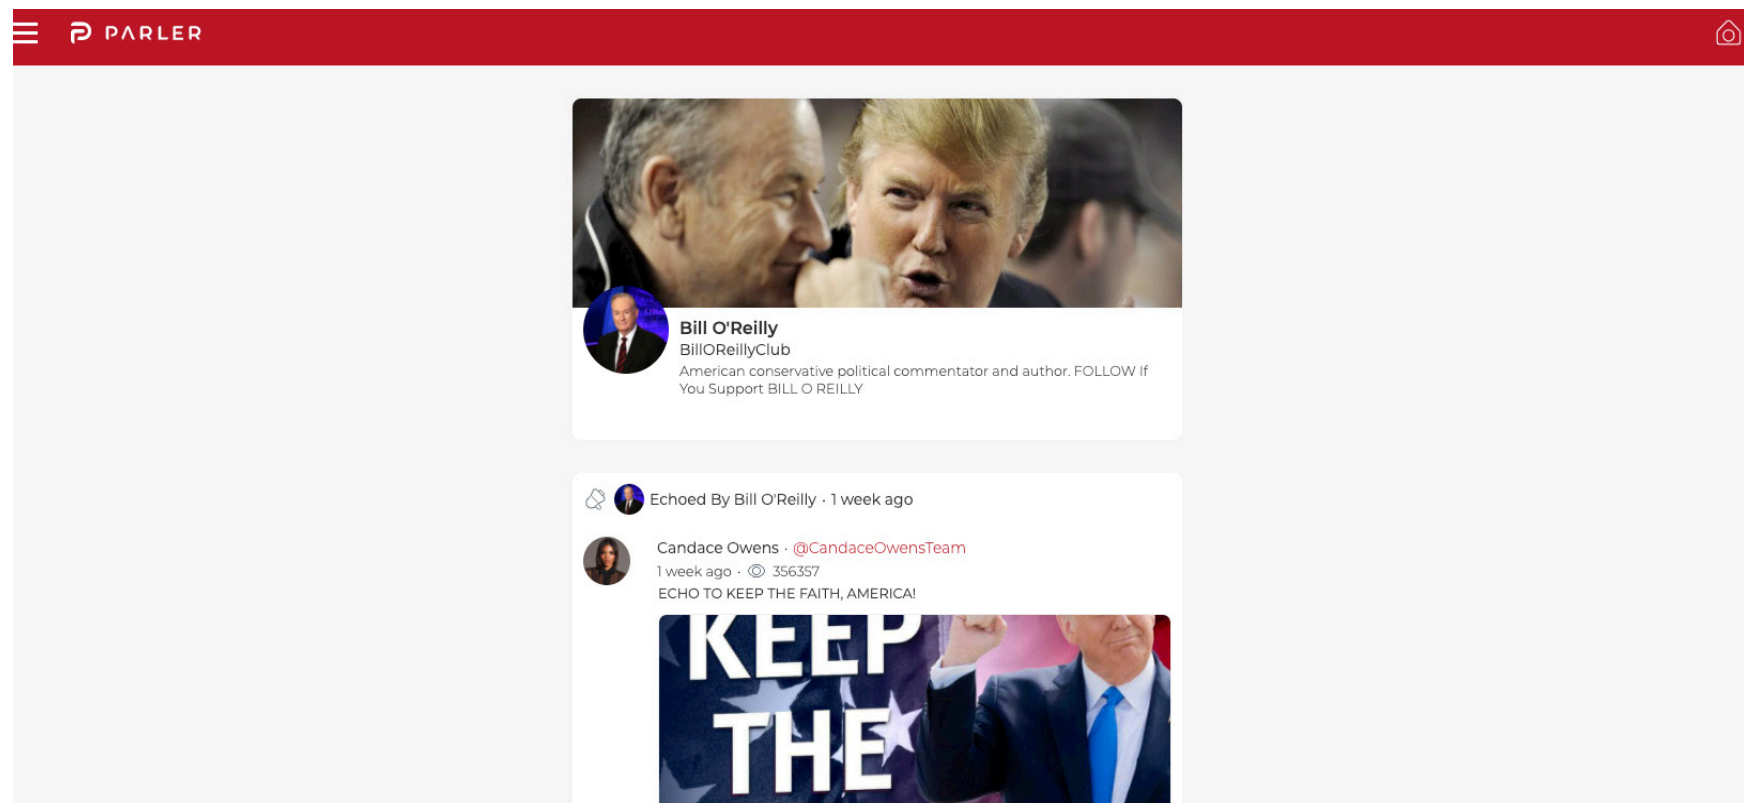 PARLER
Bill O'Reilly
BillOReillyClub
American conservative political commentator and author. FOLLOW If
You Support BILL O REILLY
Echoed By Bill O'Reilly · 1 week ago
Candace Owens · @CandaceOwensTeam
1 week ago · 356357
ECHO TO KEEP THE FAITH, AMERICA!
KEEP
THE